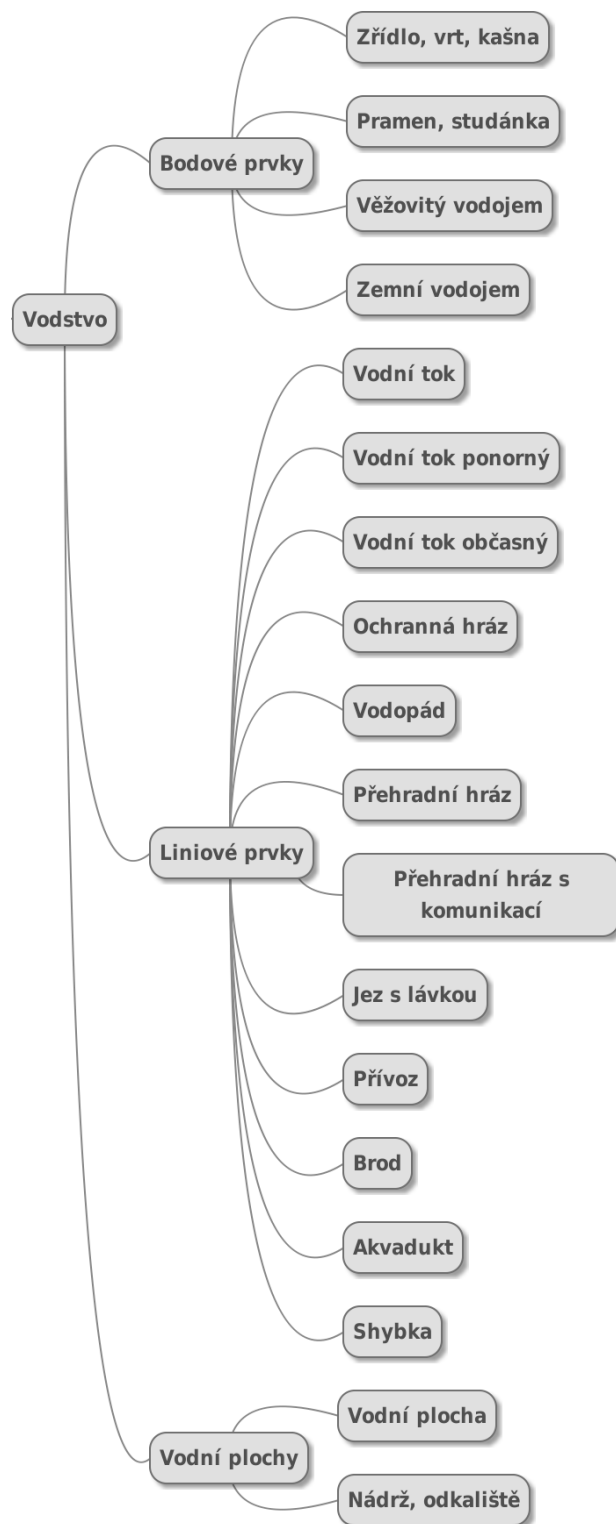 Vodstvo
Bodové prvky
Zřídlo, vrt, kašna
Pramen, studánka
Věžovitý vodojem
Zemní vodojem
Liniové prvky
Vodní tok
Vodní tok ponorný
Vodní tok občasný
Ochranná hráz
Vodopád
Přehradní hráz
Přehradní hráz s
komunikací
Jez s lávkou
Přívoz
Brod
Akvadukt
Shybka
Vodní plochy
Vodní plocha
Nádrž, odkaliště